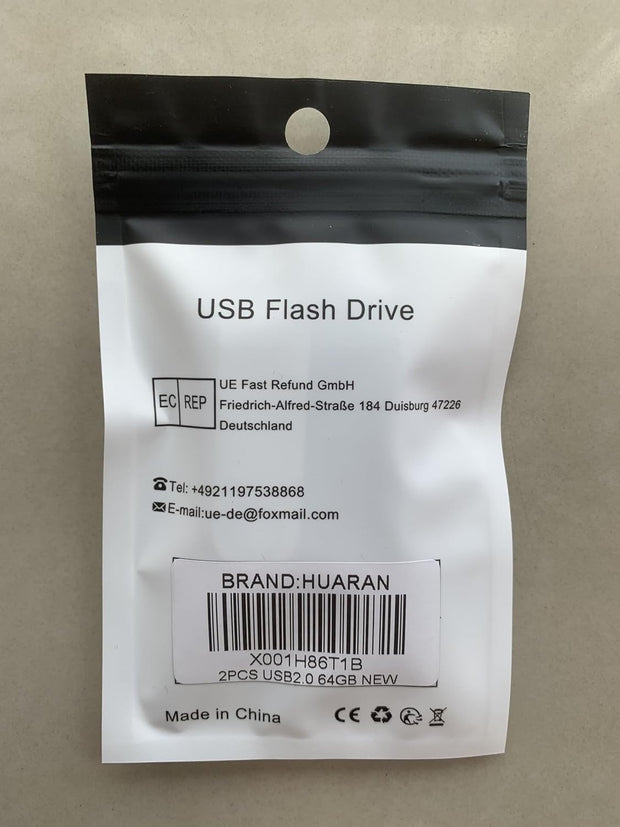 USB Flash Drive
EC REP
UE Fast Refund GmbH
Friedrich-Alfred-Straße 184 Duisburg 47226
Deutschland
Tel: +4921197538868
E-mail:ue-de@foxmail.com
BRAND:HUARAN
X001H86T1B
2PCS USB2.0 64GB NEW
Made in China CE